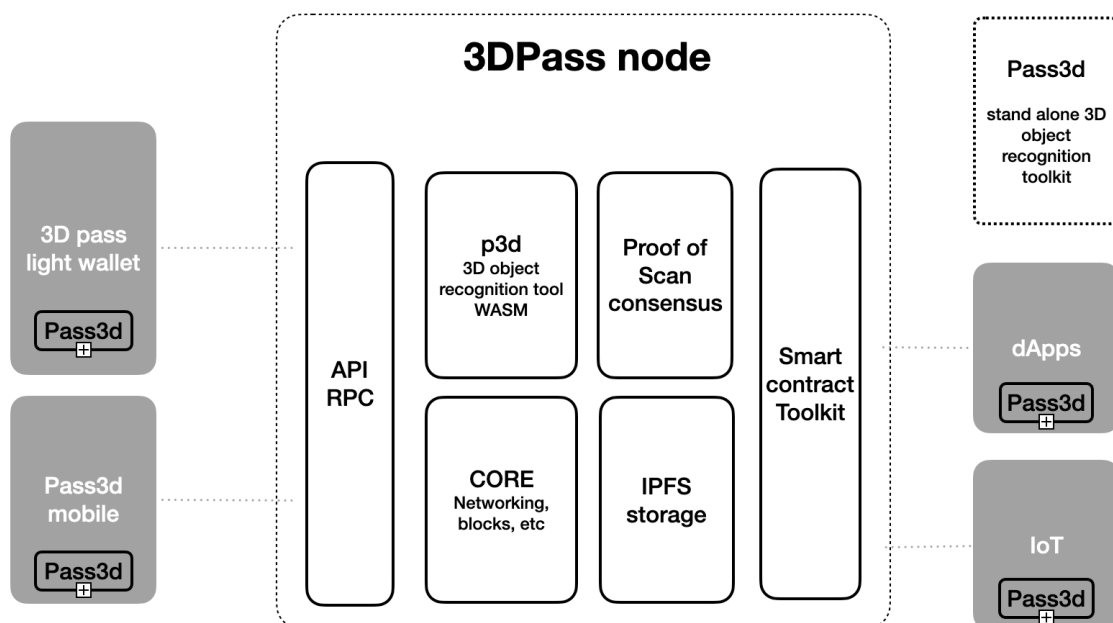 3DPass node
3D pass
light wallet
Pass3d
Pass3d
mobile
Pass3d
API
RPC
p3d
3D object
recognition tool
WASM
Proof of
Scan
consensus
CORE
Networking,
blocks, etc
IPFS
storage
Smart
contract
Toolkit
Pass3d
stand alone 3D
object
recognition
toolkit
dApps
Pass3d
IoT
Pass3d